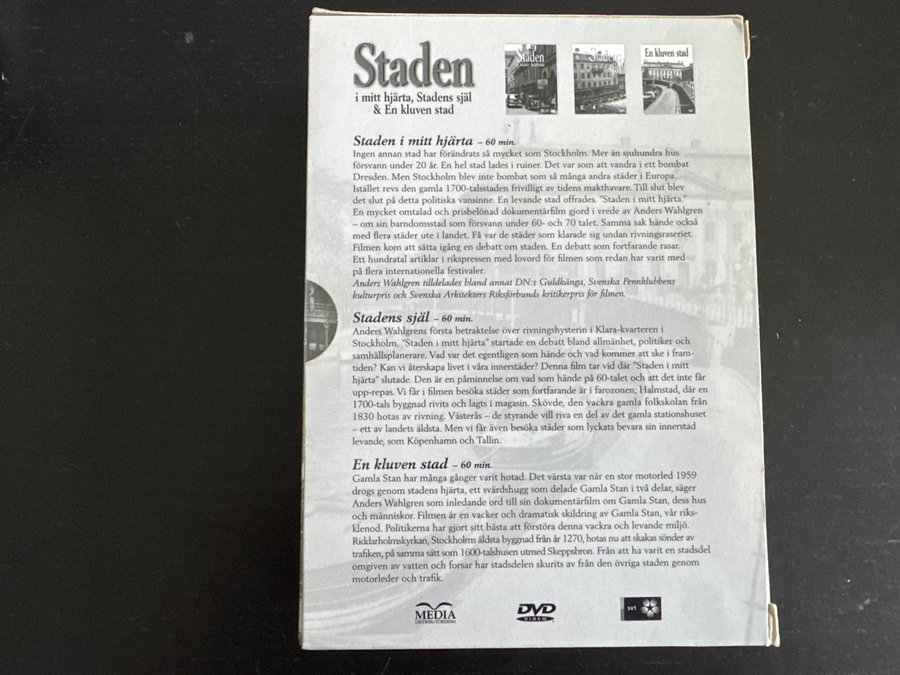 Staden
i mitt hjärta, Stadens själ
& En kluven stad
Staden
Staden
En kluven stad
Staden i mitt hjärta – 60 min.
Ingen annan stad har förändrats så mycket som Stockholm. Mer än sjuhundra hus
försvann under 20 år. En hel stad lades i ruiner. Det var som att vandra i ett bombat
Dresden. Men Stockholm blev inte bombat som så många andra städer i Europa.
Istället revs den gamla 1700-talsstaden frivilligt av tidens makthavare. Till slut blev
det slut på detta politiska vansinne. En levande stad offrades. "Staden i mitt hjärta."
En mycket omtalad och prisbelönad dokumentärfilm gjord i vrede av Anders Wahlgren
– om sin barndomsstad som försvann under 60- och 70 talet. Samma sak hände också
med flera städer ute i landet. Få var de städer som klarade sig undan rivningsraseriet.
Filmen kom att sätta igång en debatt om staden. En debatt som fortfarande rasar.
Ett hundratal artiklar i rikspressen med lovord för filmen som redan har varit med
på flera internationella festivaler.
Anders Wahlgren tilldelades bland annat DN:s Guldkänga, Svenska Pennklubbens
kulturpris och Svenska Arkitekters Riksförbunds kritikerpris för filmen.
Stadens själ – 60 min.
Anders Wahlgrens första betraktelse över rivningshysterin i Klara-kvarteren i
Stockholm. "Staden i mitt hjärta" startade en debatt bland allmänhet, politiker och
samhällsplanerare. Vad var det egentligen som hände och vad kommer att ske i fram-
tiden? Kan vi återskapa livet i våra innerstäder? Denna film tar vid där "Staden i mitt
hjärta" slutade. Den är en påminnelse om vad som hände på 60-talet och att det inte får
upp-repas. Vi får i filmen besöka städer som fortfarande är i farozonen; Halmstad, där en
1700-tals byggnad rivits och lagts i magasin. Skövde, den vackra gamla folkskolan från
1830 hotas av rivning. Västerås – de styrande vill riva en del av det gamla stationshuset
– ett av landets äldsta. Men vi får även besöka städer som lyckats bevara sin innerstad
levande, som Köpenhamn och Tallin.
En kluven stad – 60 min.
Gamla Stan har många gånger varit hotad. Det värsta var när en stor motorled 1959
drogs genom stadens hjärta, ett svärdshugg som delade Gamla Stan i två delar, säger
Anders Wahlgren som inledande ord till sin dokumentärfilm om Gamla Stan, dess hus
och människor. Filmen är en vacker och dramatisk skildring av Gamla Stan, vår riks-
klenod. Politikerna har gjort sitt bästa att förstöra denna vackra och levande miljö.
Riddarholmskyrkan, Stockholms äldsta byggnad från år 1270, hotas nu att skakas sönder av
trafiken, på samma sätt som 1600-talshusen utmed Skeppsbron. Från att ha varit en stadsdel
omgiven av vatten och forsar har stadsdelen skurits av från den övriga staden genom
motorleder och trafik.
MEDIA
DISTRIBUTÖRERNA
DVD
VIDEO
svt